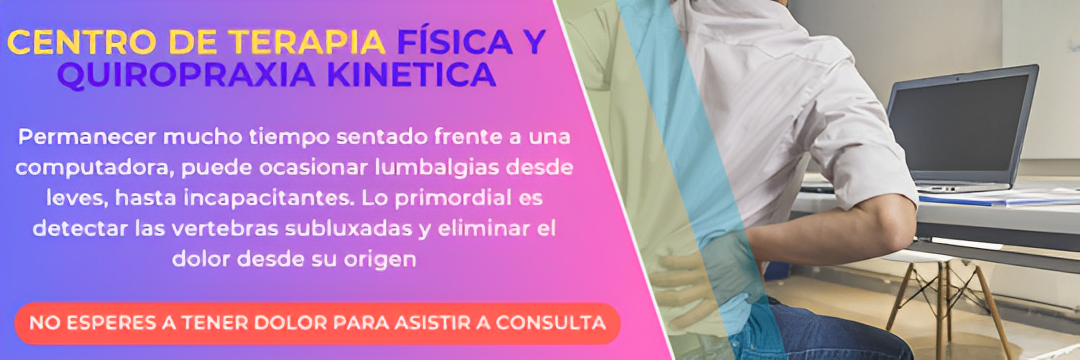 CENTRO DE TERAPIA FÍSICA Y
QUIROPRAXIA KINETICA
Permanecer mucho tiempo sentado frente a una
computadora, puede ocasionar lumbalgias desde
leves, hasta incapacitantes. Lo primordial es
detectar las vertebras subluxadas y eliminar el
dolor desde su origen
NO ESPERES A TENER DOLOR PARA ASISTIR A CONSULTA